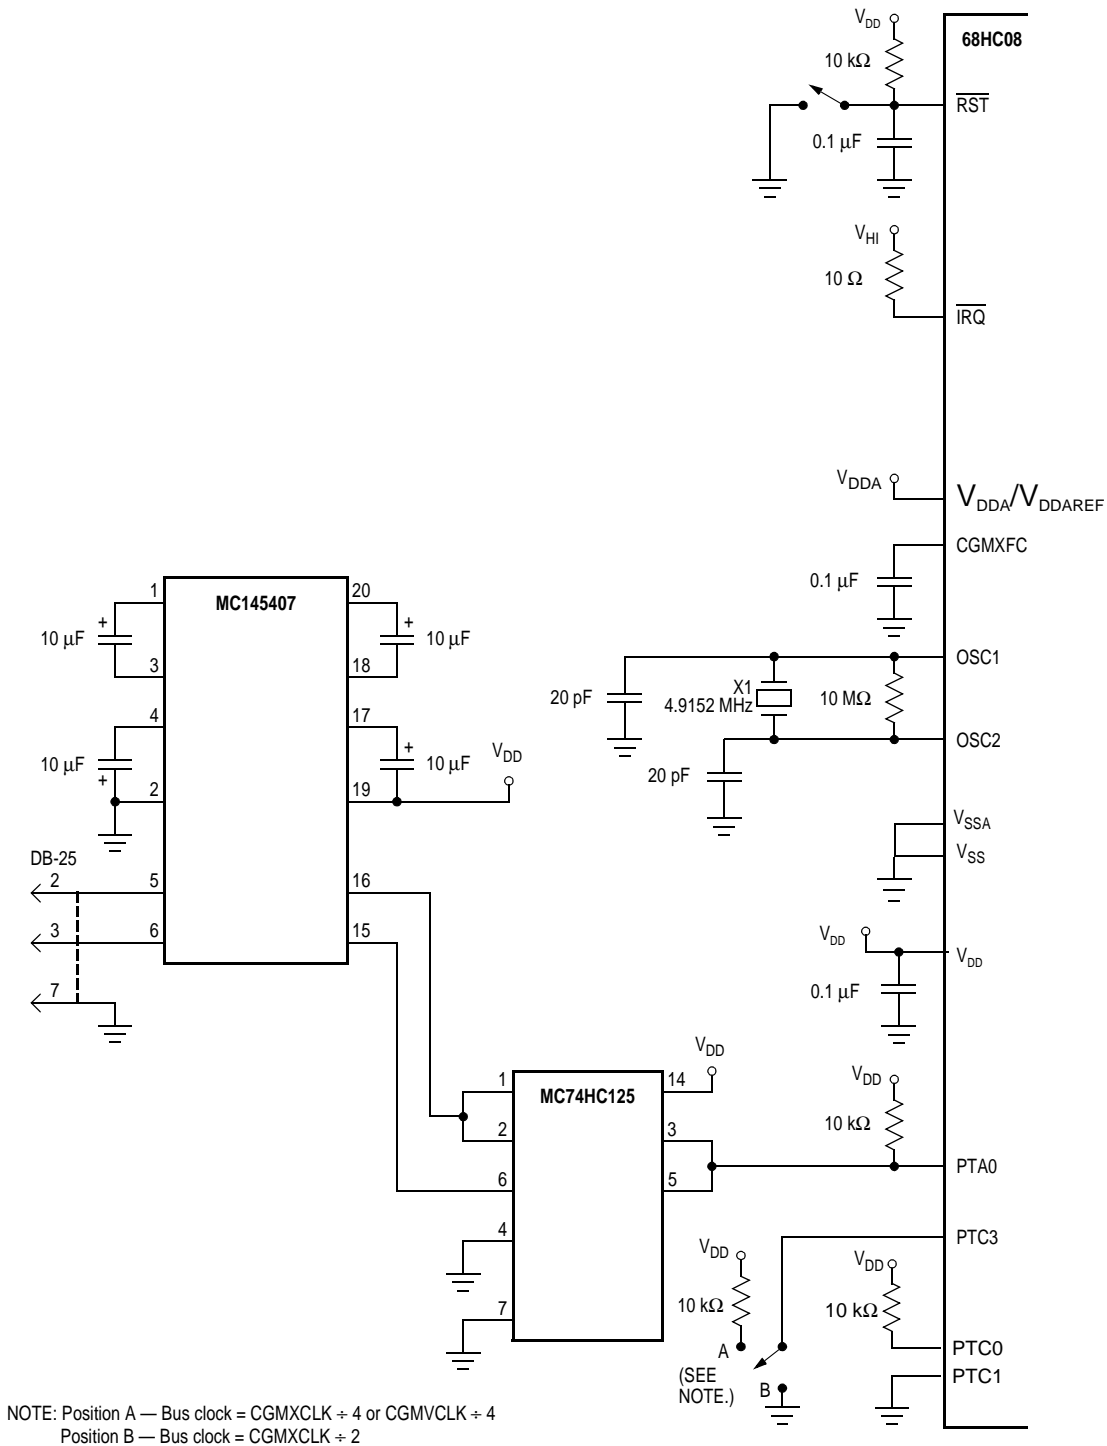 V_DD
68HC08
10 kΩ
RST
0.1 μF
V_HI
10 Ω
IRQ
V_DDA
V_DDA/V_DDAREF
CGMXFC
0.1 μF
1
20
MC145407
10 μF
+
+
10 μF
3
18
OSC1
X1
20 pF
4.9152 MHz
10 MΩ
4
17
OSC2
10 μF
+
+
10 μF
V_DD
20 pF
2
19
V_SSA
V_SS
DB-25
2
5
16
3
6
15
V_DD
V_DD
7
0.1 μF
V_DD
1
14
V_DD
MC74HC125
10 kΩ
2
3
PTA0
6
5
4
PTC3
V_DD
V_DD
7
10 kΩ
10 kΩ
A
PTC0
(SEE
NOTE.)
B
PTC1
NOTE: Position A — Bus clock = CGMXCLK ÷ 4 or CGMVCLK ÷ 4
Position B — Bus clock = CGMXCLK ÷ 2